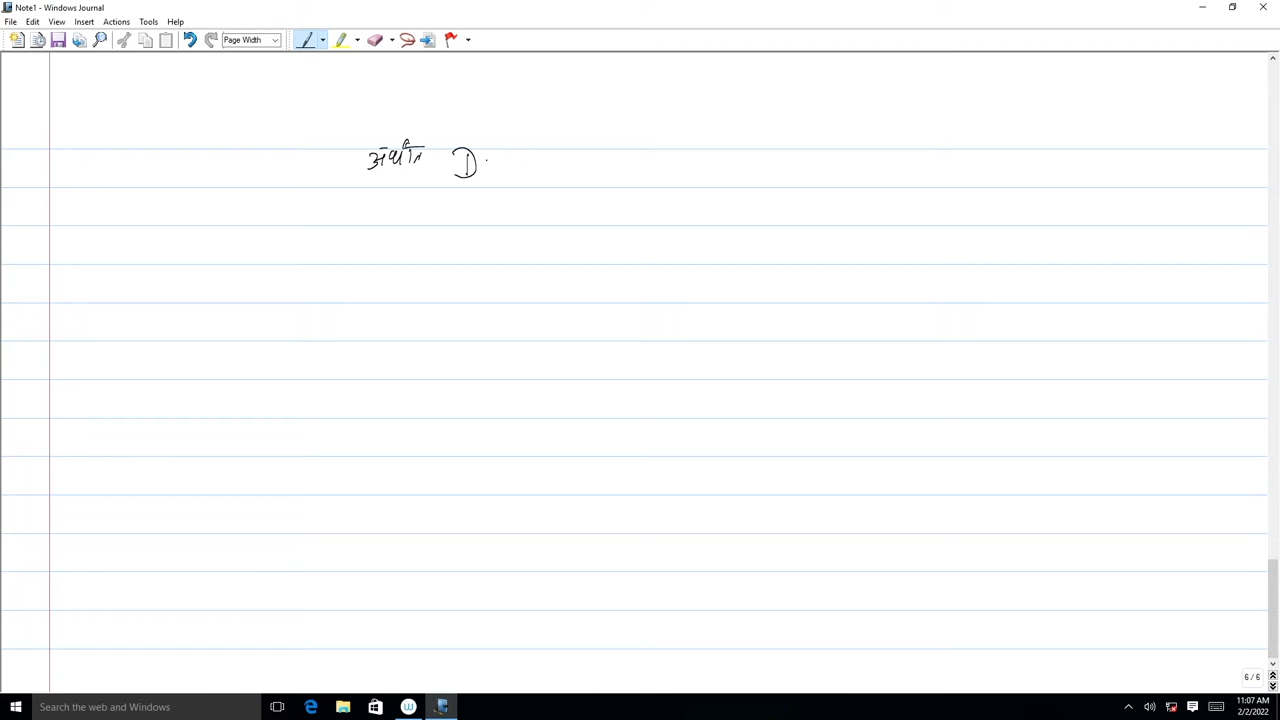 Note1 - Windows Journal
File Edit View Insert Actions Tools Help
Page Width
अर्थात D
6 / 6
Search the web and Windows
11:07 AM
2/2/2022